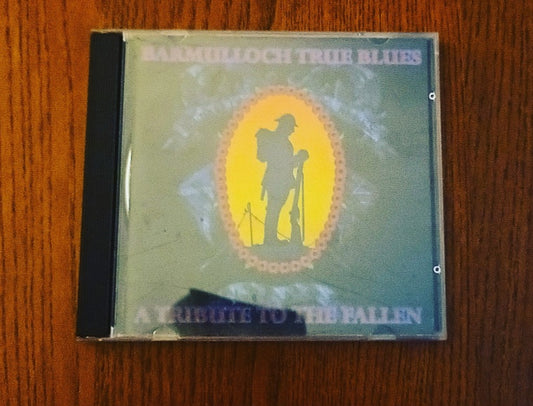 BARMULLOCH TRUE BLUES
A TRIBUTE TO THE FALLEN